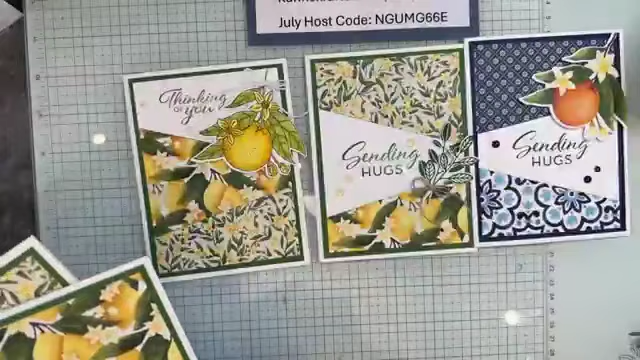 July Host Code: NGUMG66E
Thinking
OF you
Sending
HUGS
Sending
HUGS